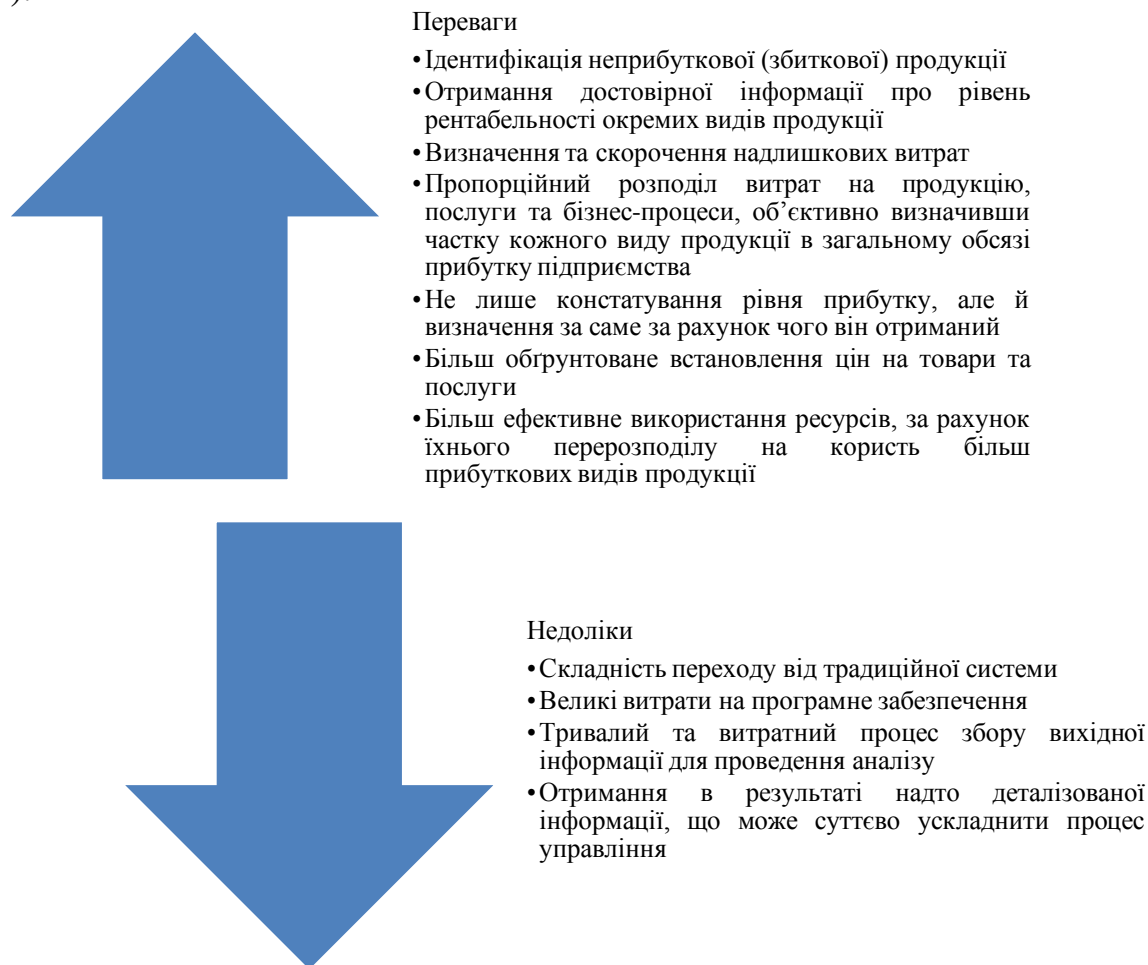 ).
Переваги
•Ідентифікація неприбуткової (збиткової) продукції
•Отримання достовірної інформації про рівень
рентабельності окремих видів продукції
•Визначення та скорочення надлишкових витрат
•Пропорційний розподіл витрат на продукцію,
послуги та бізнес-процеси, об’єктивно визначивши
частку кожного виду продукції в загальному обсязі
прибутку підприємства
•Не лише констатування рівня прибутку, але й
визначення за саме за рахунок чого він отриманий
•Більш обґрунтоване встановлення цін на товари та
послуги
•Більш ефективне використання ресурсів, за рахунок
їхнього перерозподілу на користь більш
прибуткових видів продукції
Недоліки
•Складність переходу від традиційної системи
•Великі витрати на програмне забезпечення
•Тривалий та витратний процес збору вихідної
інформації для проведення аналізу
•Отримання в результаті надто деталізованої
інформації, що може суттєво ускладнити процес
управління